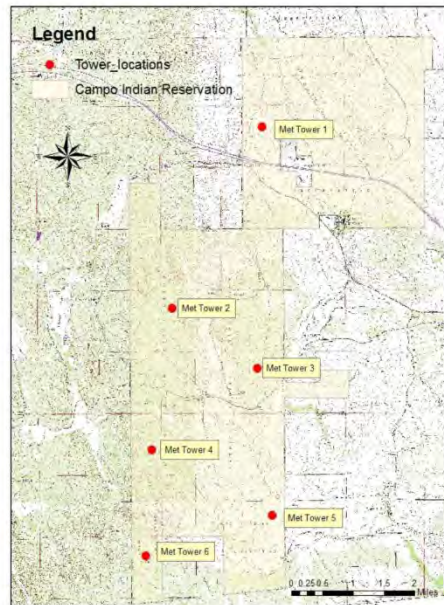 Legend
Tower_locations
Campo Indian Reservation
Met Tower 1
Met Tower 2
Met Tower 3
Met Tower 4
Met Tower 5
Met Tower 6
0 0.25 0.5 1 1.5 2
Miles